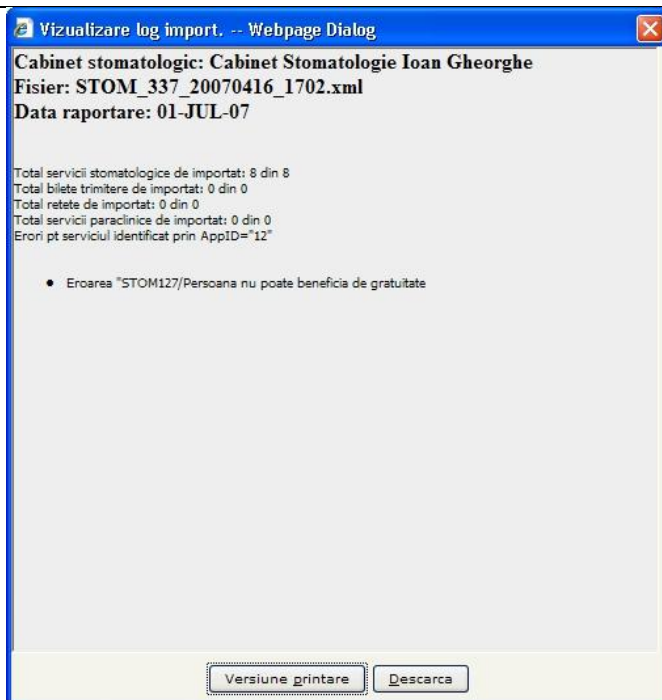 Vizualizare log import. -- Webpage Dialog
Cabinet stomatologic: Cabinet Stomatologie Ioan Gheorghe
Fisier: STOM_337_20070416_1702.xml
Data raportare: 01-JUL-07
Total servicii stomatologice de importat: 8 din 8
Total bilete trimitere de importat: 0 din 0
Total retete de importat: 0 din 0
Total servicii paraclinice de importat: 0 din 0
Erori pt serviciul identificat prin AppID="12"
• Eroarea "STOM127/Persoana nu poate beneficia de gratuitate
Versiune printare Descarca